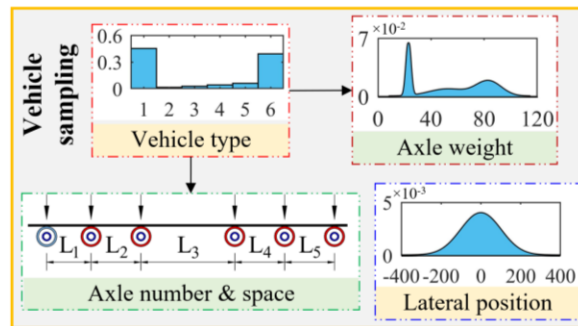 Vehicle
sampling
0.6
0.3
0
1 2 3 4 5 6
Vehicle type
×10⁻²
7
0
0 40 80 120
Axle weight
L₁ L₂ L₃ L₄ L₅
Axle number & space
×10⁻³
5
0
-400 -200 0 200 400
Lateral position